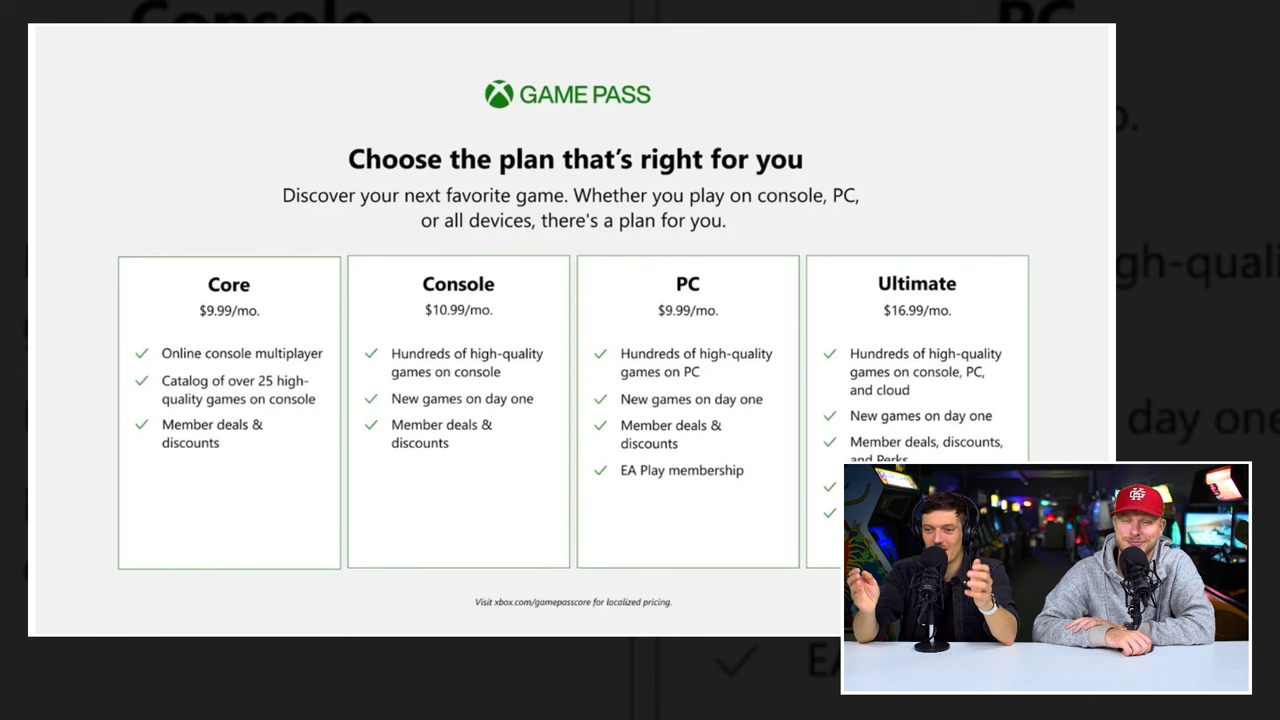 Console
PC
GAME PASS
Choose the plan that's right for you
Discover your next favorite game. Whether you play on console, PC,
or all devices, there's a plan for you.
Core
$9.99/mo.
Online console multiplayer
Catalog of over 25 high-
quality games on console
Member deals &
discounts
Console
$10.99/mo.
Hundreds of high-quality
games on console
New games on day one
Member deals &
discounts
PC
$9.99/mo.
Hundreds of high-quality
games on PC
New games on day one
Member deals &
discounts
EA Play membership
Ultimate
$16.99/mo.
Hundreds of high-quality
games on console, PC,
and cloud
New games on day one
Member deals, discounts,
and Perks
Visit xbox.com/gamepasscore for localized pricing.
day one